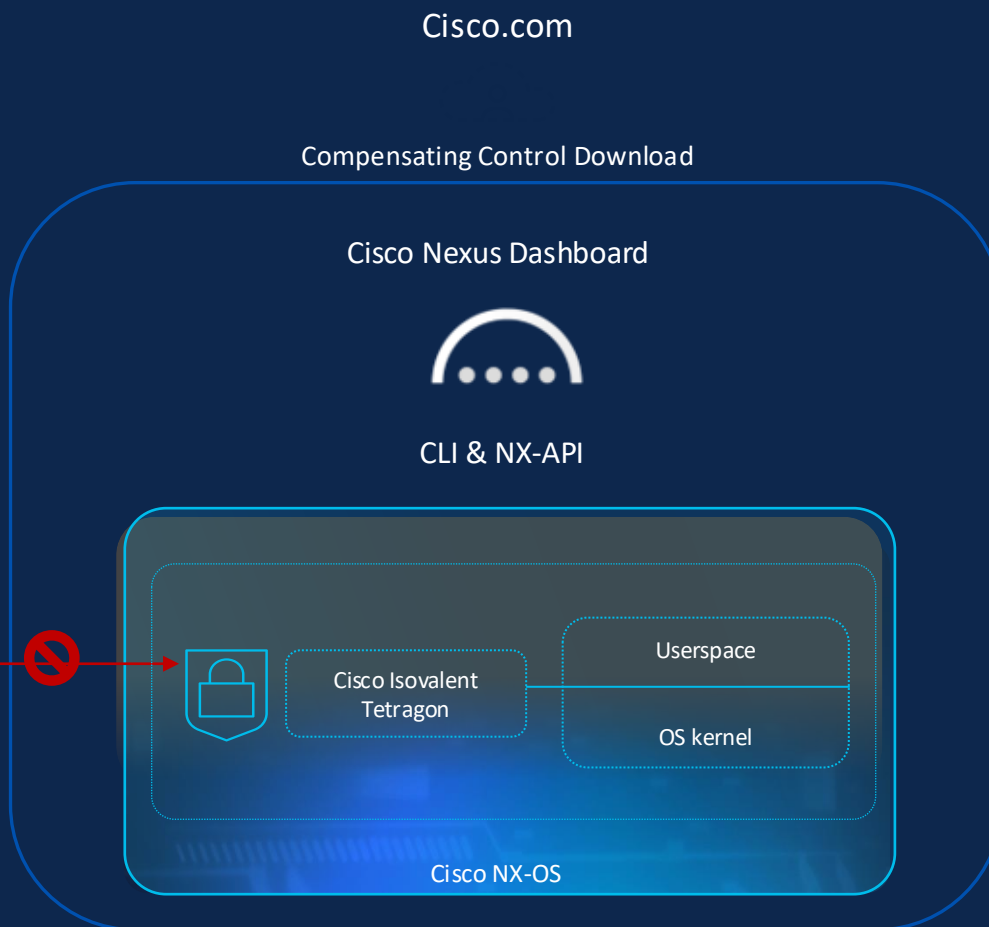 Cisco.com
Compensating Control Download
Cisco Nexus Dashboard
CLI & NX-API
Userspace
Cisco Isovalent
Tetragon
OS kernel
Cisco NX-OS